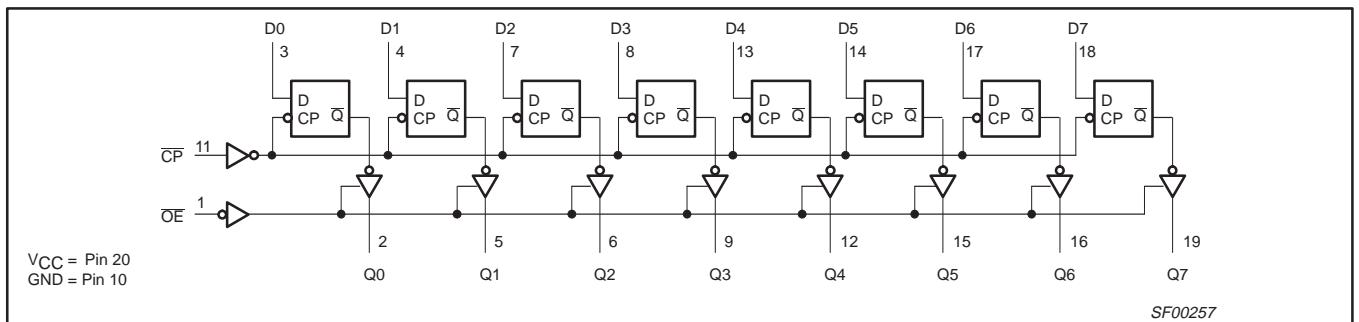 D0 D1 D2 D3 D4 D5 D6 D7
3 4 7 8 13 14 17 18
D D D D D D D D
CP Q̅ CP Q̅ CP Q̅ CP Q̅ CP Q̅ CP Q̅ CP Q̅ CP Q̅
C̅P̅ 11
O̅E̅ 1
2 5 6 9 12 15 16 19
Q0 Q1 Q2 Q3 Q4 Q5 Q6 Q7
VCC = Pin 20
GND = Pin 10
SF00257